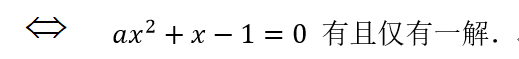 ⇔ ax² + x − 1 = 0 有且仅有一解．